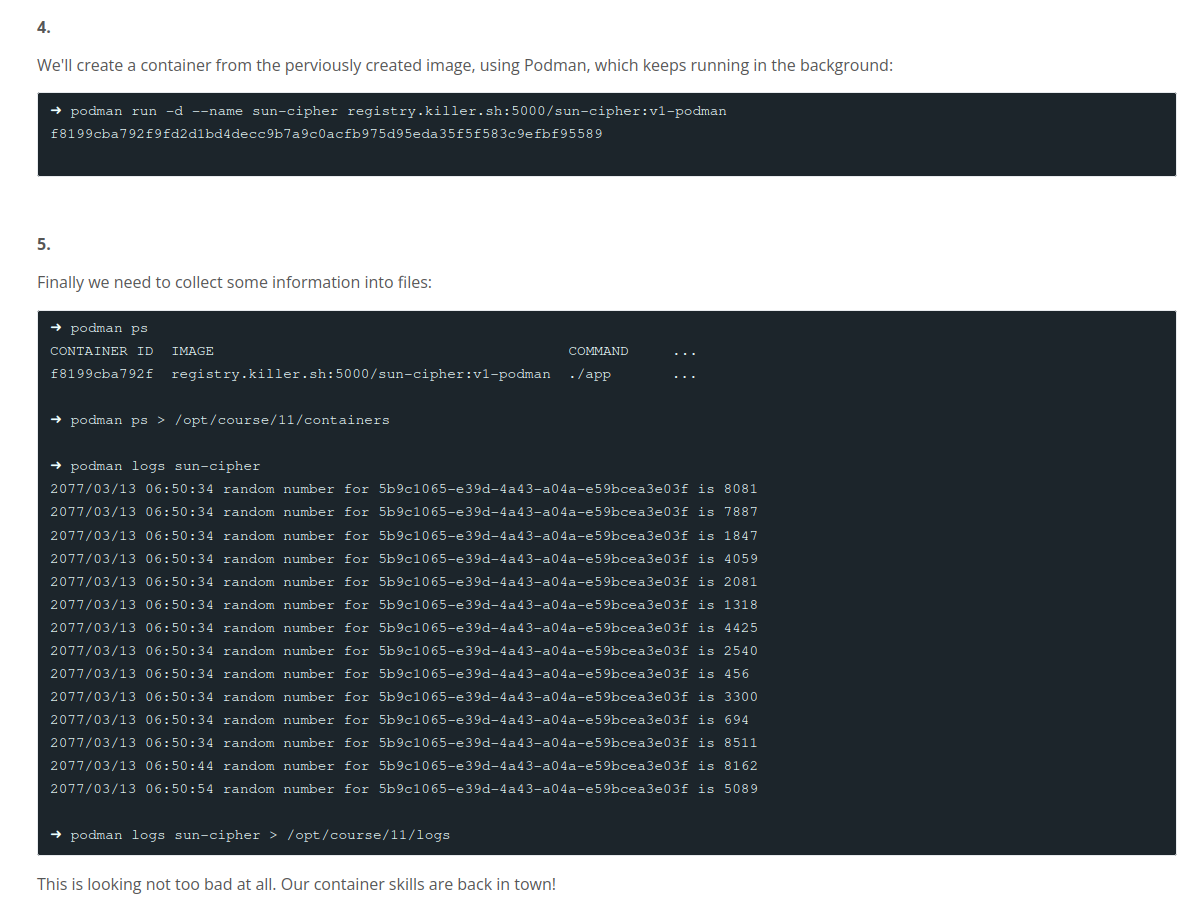 4.
We'll create a container from the perviously created image, using Podman, which keeps running in the background:
➜ podman run -d --name sun-cipher registry.killer.sh:5000/sun-cipher:v1-podman
f8199cba792f9fd2d1bd4decc9b7a9c0acfb975d95eda35f5f583c9efbf95589
5.
Finally we need to collect some information into files:
➜ podman ps
CONTAINER ID  IMAGE                                         COMMAND     ...
f8199cba792f  registry.killer.sh:5000/sun-cipher:v1-podman  ./app       ...
➜ podman ps > /opt/course/11/containers
➜ podman logs sun-cipher
2077/03/13 06:50:34 random number for 5b9c1065-e39d-4a43-a04a-e59bcea3e03f is 8081
2077/03/13 06:50:34 random number for 5b9c1065-e39d-4a43-a04a-e59bcea3e03f is 7887
2077/03/13 06:50:34 random number for 5b9c1065-e39d-4a43-a04a-e59bcea3e03f is 1847
2077/03/13 06:50:34 random number for 5b9c1065-e39d-4a43-a04a-e59bcea3e03f is 4059
2077/03/13 06:50:34 random number for 5b9c1065-e39d-4a43-a04a-e59bcea3e03f is 2081
2077/03/13 06:50:34 random number for 5b9c1065-e39d-4a43-a04a-e59bcea3e03f is 1318
2077/03/13 06:50:34 random number for 5b9c1065-e39d-4a43-a04a-e59bcea3e03f is 4425
2077/03/13 06:50:34 random number for 5b9c1065-e39d-4a43-a04a-e59bcea3e03f is 2540
2077/03/13 06:50:34 random number for 5b9c1065-e39d-4a43-a04a-e59bcea3e03f is 456
2077/03/13 06:50:34 random number for 5b9c1065-e39d-4a43-a04a-e59bcea3e03f is 3300
2077/03/13 06:50:34 random number for 5b9c1065-e39d-4a43-a04a-e59bcea3e03f is 694
2077/03/13 06:50:34 random number for 5b9c1065-e39d-4a43-a04a-e59bcea3e03f is 8511
2077/03/13 06:50:44 random number for 5b9c1065-e39d-4a43-a04a-e59bcea3e03f is 8162
2077/03/13 06:50:54 random number for 5b9c1065-e39d-4a43-a04a-e59bcea3e03f is 5089
➜ podman logs sun-cipher > /opt/course/11/logs
This is looking not too bad at all. Our container skills are back in town!